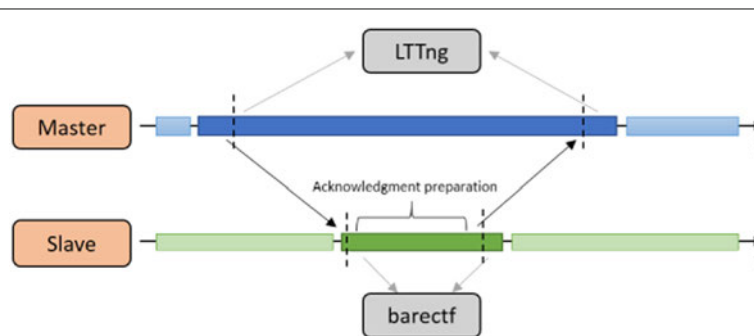 LTTng
Master
Acknowledgment preparation
Slave
barectf